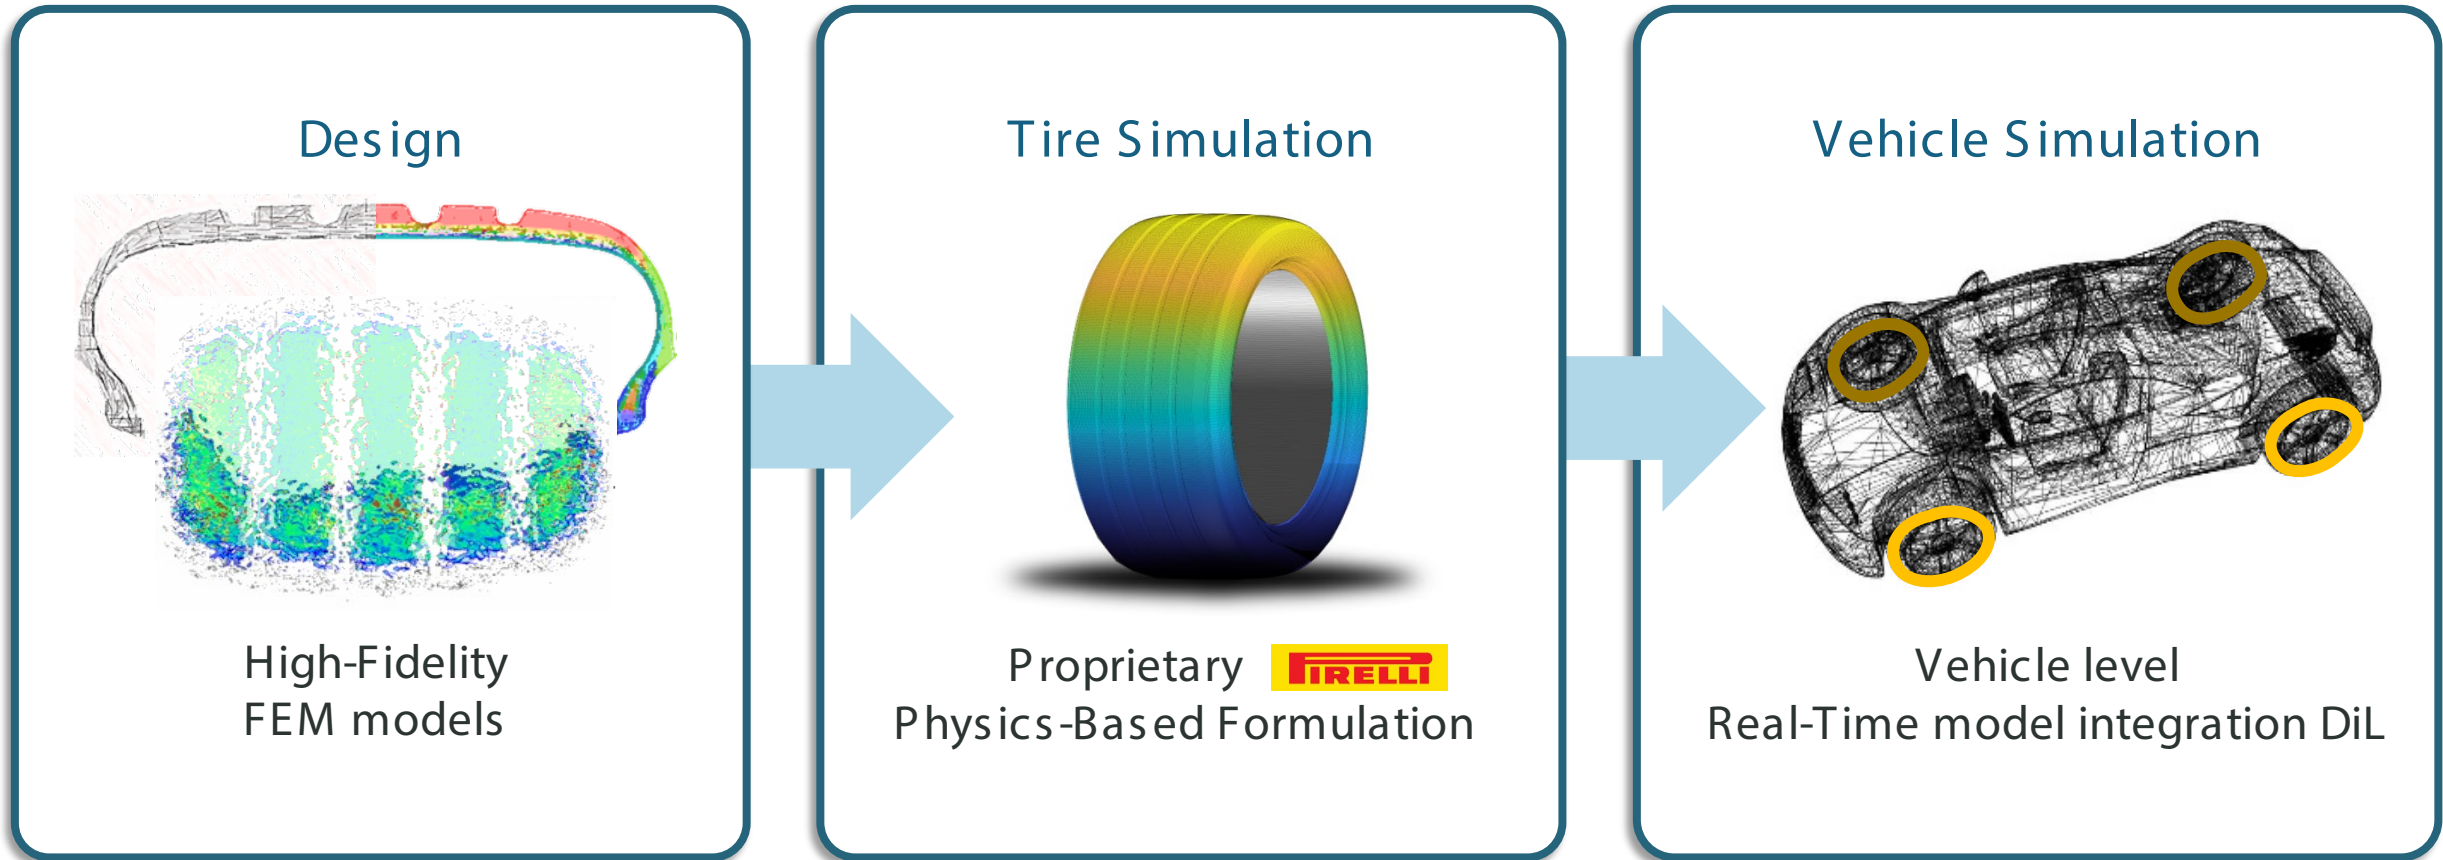 Design
High-Fidelity
FEM models
Tire Simulation
Proprietary PIRELLI
Physics-Based Formulation
Vehicle Simulation
Vehicle level
Real-Time model integration DiL